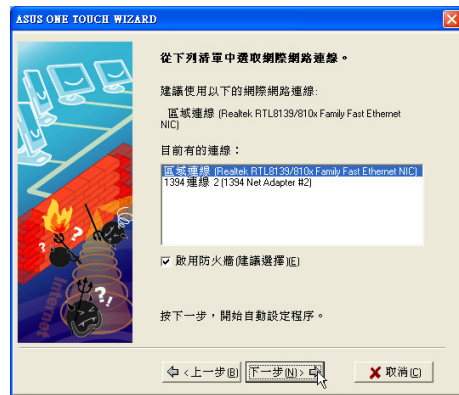 ASUS ONE TOUCH WIZARD
從下列清單中選取網際網路連線。
建議使用以下的網際網路連線:
區域連線 (Realtek RTL8139/810x Family Fast Ethernet
NIC)
目前有的連線：
區域連線 (Realtek RTL8139/810x Family Fast Ethernet NIC)
1394 連線 2 (1394 Net Adapter #2)
啟用防火牆(建議選擇)(E)
按下一步，開始自動設定程序。
<上一步(B)
下一步(N)>
取消(C)
Internet